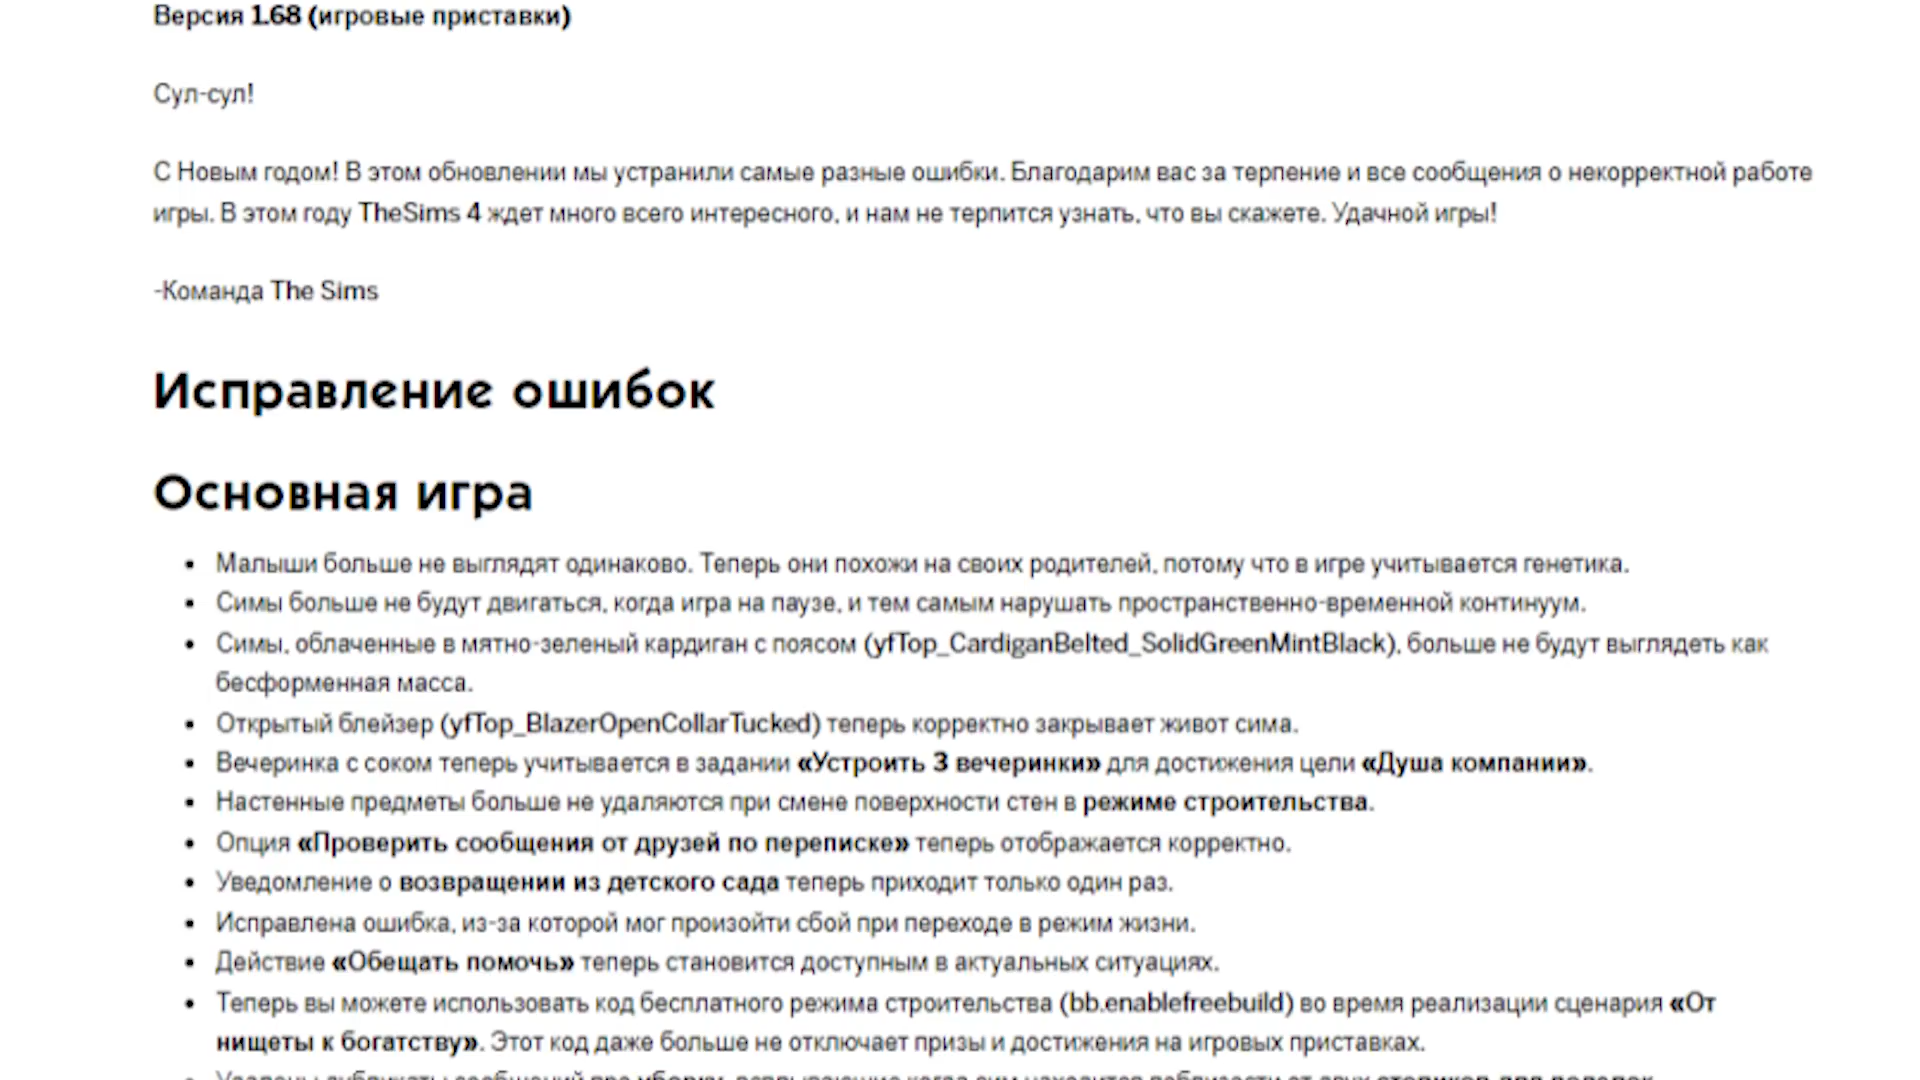 Версия 1.68 (игровые приставки)
Сул-сул!
С Новым годом! В этом обновлении мы устранили самые разные ошибки. Благодарим вас за терпение и все сообщения о некорректной работе
игры. В этом году TheSims 4 ждет много всего интересного, и нам не терпится узнать, что вы скажете. Удачной игры!
-Команда The Sims
Исправление ошибок
Основная игра
• Малыши больше не выглядят одинаково. Теперь они похожи на своих родителей, потому что в игре учитывается генетика.
• Симы больше не будут двигаться, когда игра на паузе, и тем самым нарушать пространственно-временной континуум.
• Симы, облаченные в мятно-зеленый кардиган с поясом (yfTop_CardiganBelted_SolidGreenMintBlack), больше не будут выглядеть как
бесформенная масса.
• Открытый блейзер (yfTop_BlazerOpenCollarTucked) теперь корректно закрывает живот сима.
• Вечеринка с соком теперь учитывается в задании «Устроить 3 вечеринки» для достижения цели «Душа компании».
• Настенные предметы больше не удаляются при смене поверхности стен в режиме строительства.
• Опция «Проверить сообщения от друзей по переписке» теперь отображается корректно.
• Уведомление о возвращении из детского сада теперь приходит только один раз.
• Исправлена ошибка, из-за которой мог произойти сбой при переходе в режим жизни.
• Действие «Обещать помочь» теперь становится доступным в актуальных ситуациях.
• Теперь вы можете использовать код бесплатного режима строительства (bb.enablefreebuild) во время реализации сценария «От
нищеты к богатству». Этот код даже больше не отключает призы и достижения на игровых приставках.